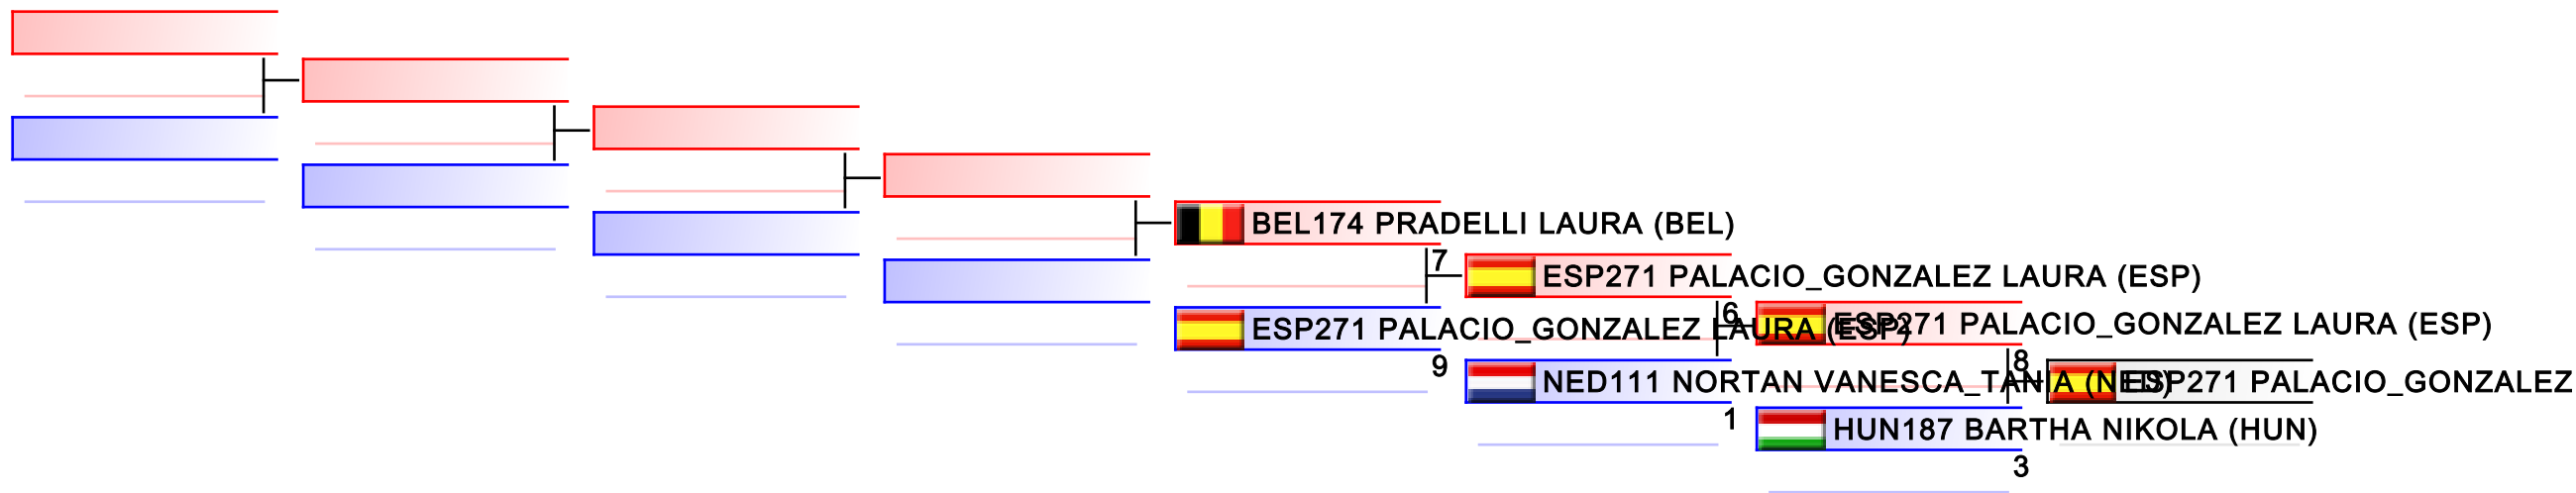 BEL174 PRADELLI LAURA (BEL)
7
ESP271 PALACIO_GONZALEZ LAURA (ESP)
ESP271 PALACIO_GONZALEZ LAURA (ESP)
9
6
ESP271 PALACIO_GONZALEZ LAURA (ESP)
NED111 NORTAN VANESCA_TANIA (NED)
1
8
ESP271 PALACIO_GONZALEZ
HUN187 BARTHA NIKOLA (HUN)
3